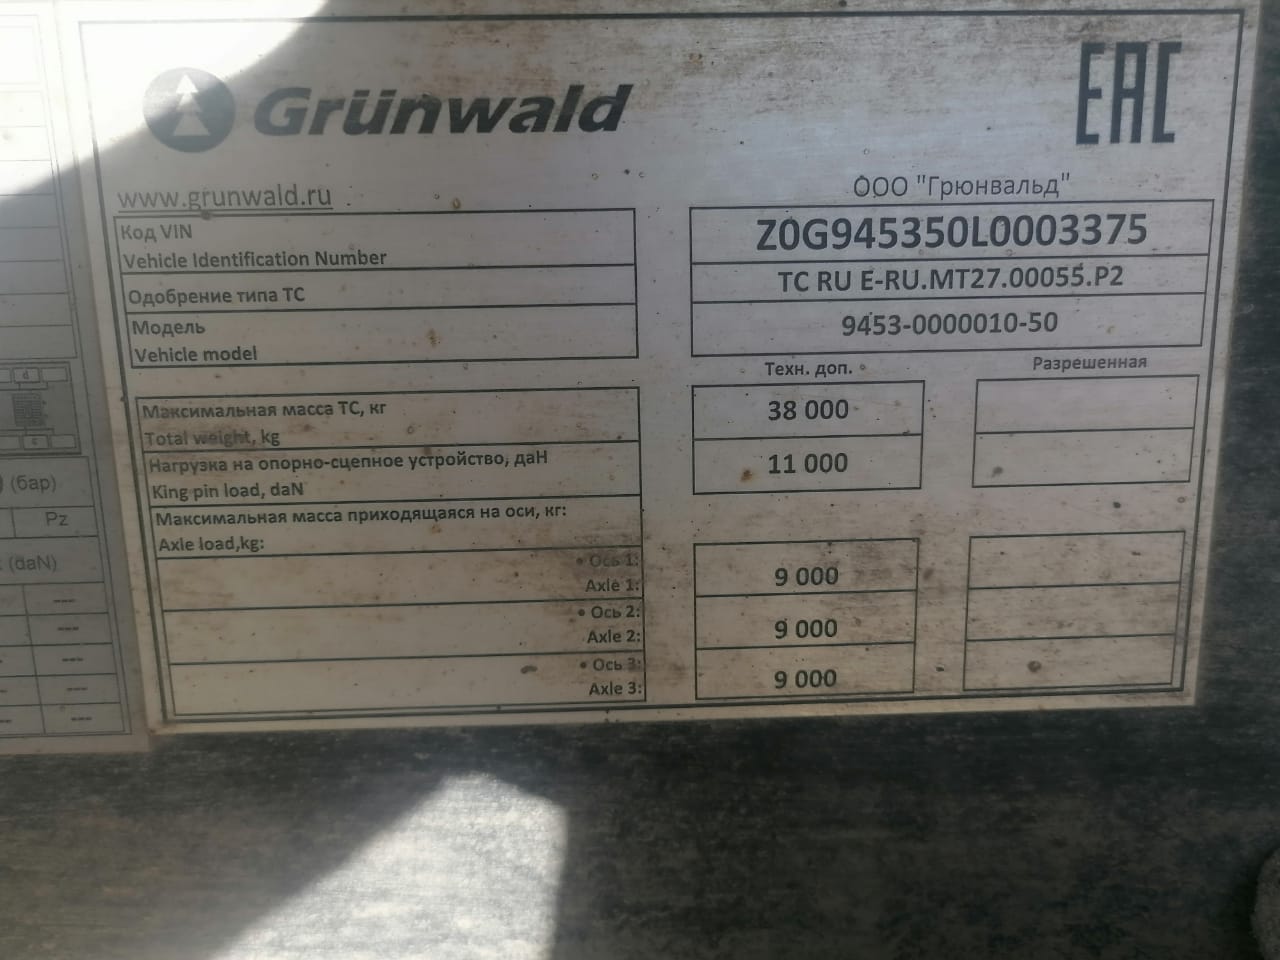 Grünwald
EAC
www.grunwald.ru
ООО "Грюнвальд"
Код VIN
Vehicle Identification Number
Z0G945350L0003375
Одобрение типа ТС
ТС RU E-RU.MT27.00055.P2
Модель
Vehicle model
9453-0000010-50
Техн. доп.
Разрешенная
Максимальная масса ТС, кг
Total weight, kg
38 000
Нагрузка на опорно-сцепное устройство, даН
King pin load, daN
11 000
Максимальная масса приходящаяся на оси, кг:
Axle load,kg:
• Ось 1:
Axle 1:
9 000
• Ось 2:
Axle 2:
9 000
• Ось 3:
Axle 3:
9 000
(бар)
Pz
(daN)